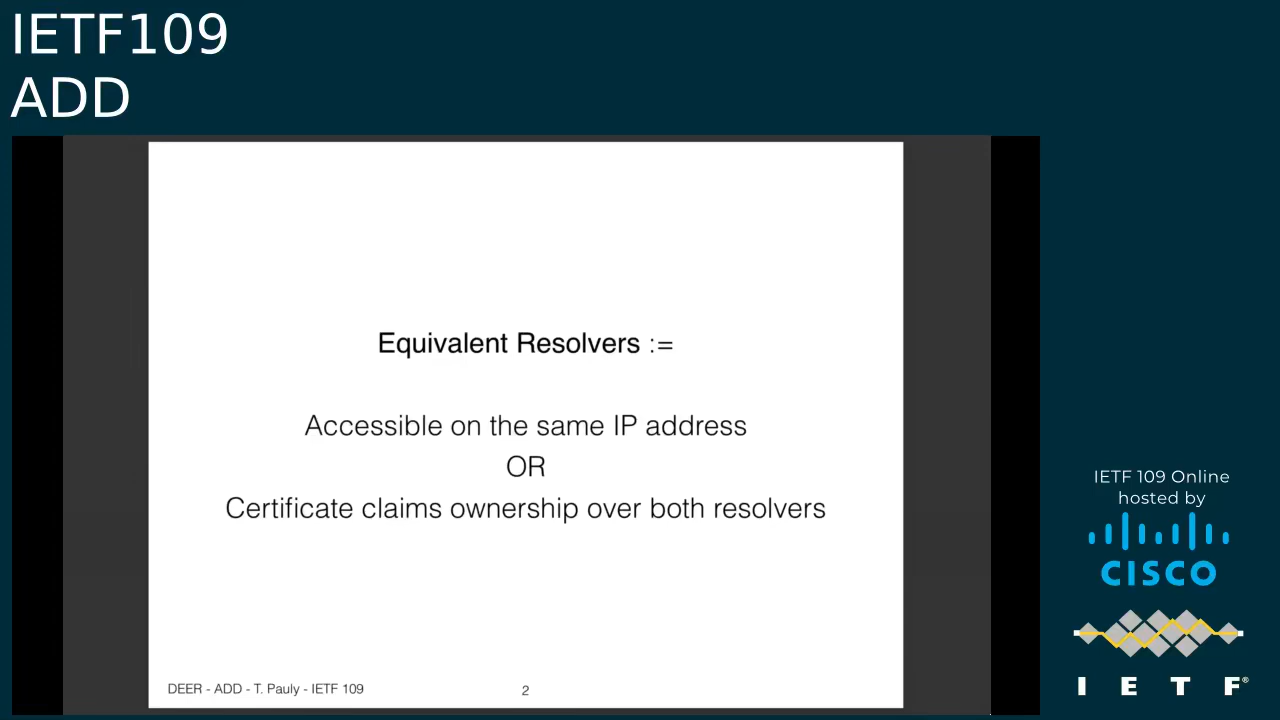 IETF109
ADD
Equivalent Resolvers :=
Accessible on the same IP address
OR
Certificate claims ownership over both resolvers
DEER - ADD - T. Pauly - IETF 109
2
IETF 109 Online
hosted by
CISCO
I E T F®